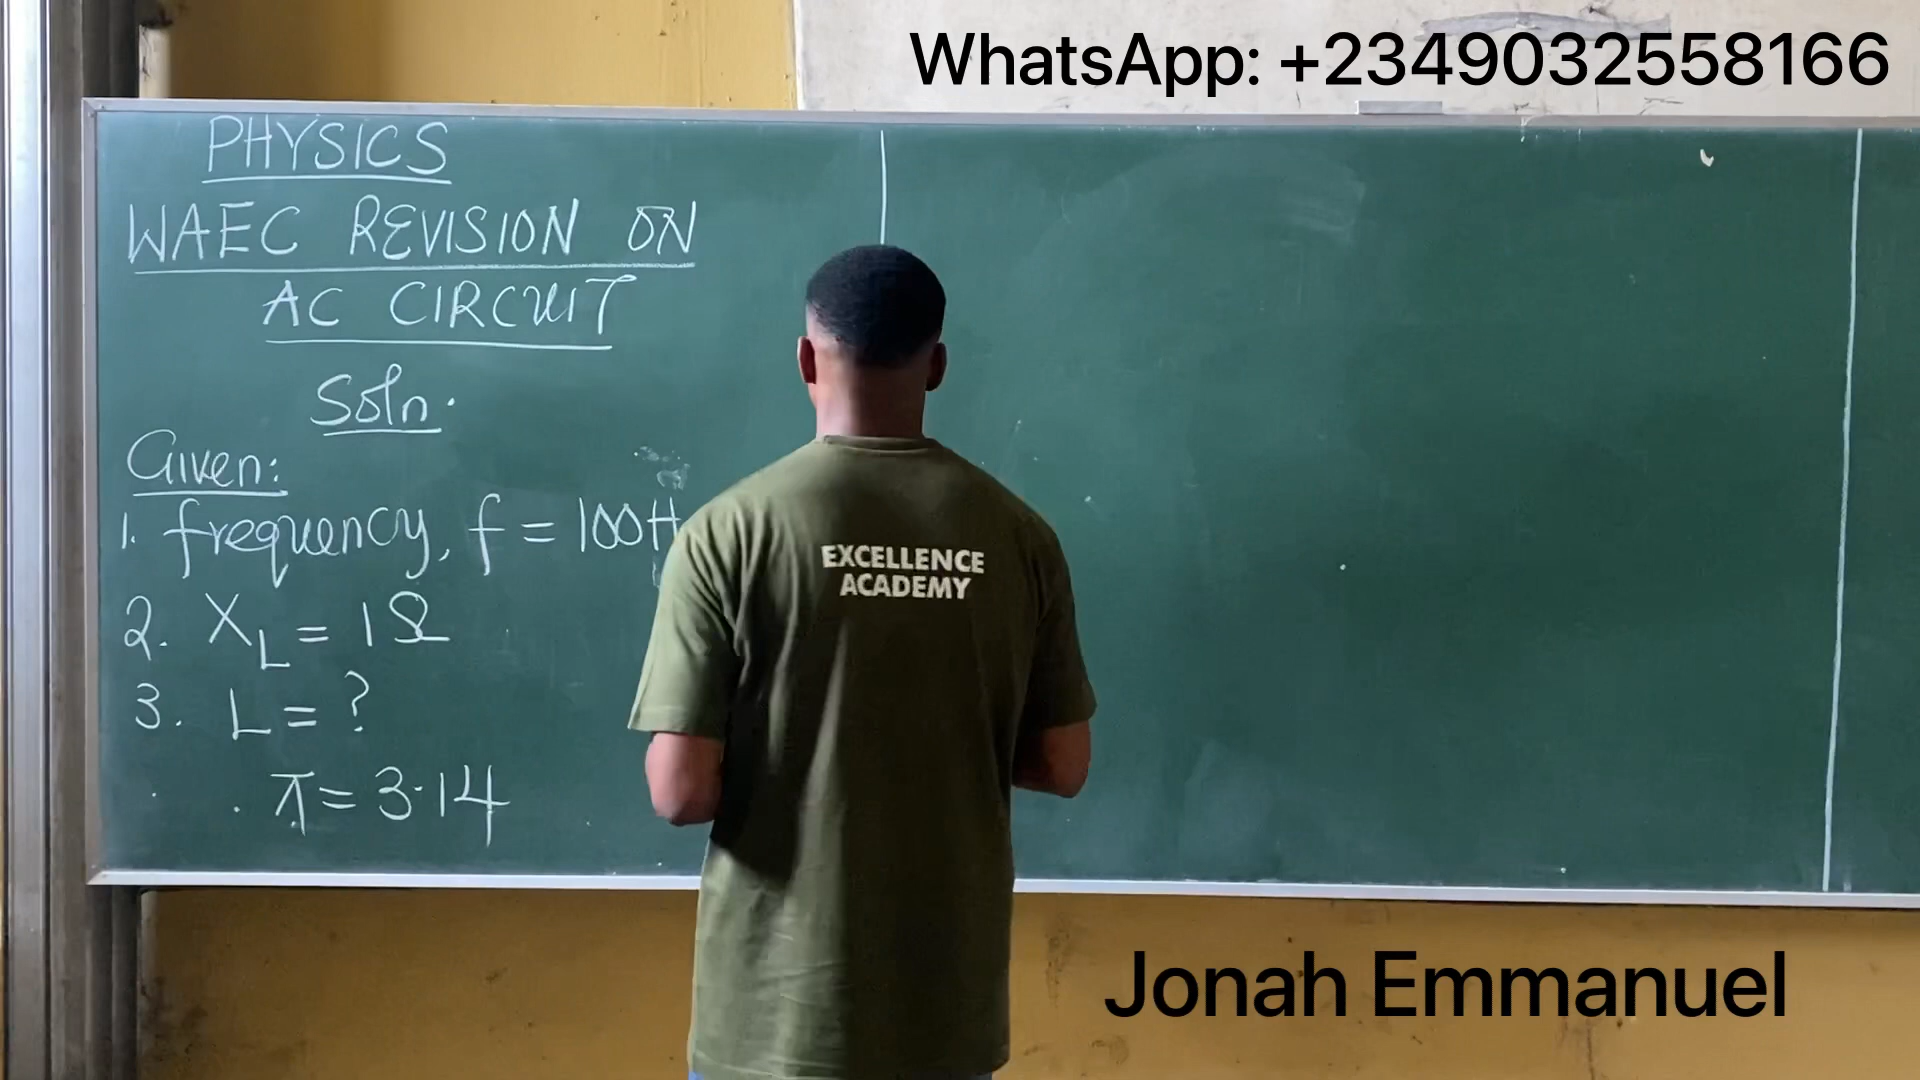 WhatsApp: +2349032558166
PHYSICS
WAEC REVISION ON
AC CIRCUIT
Soln.
Given:
1. frequency, f = 100H
2. X_L = 1Ω
3. L = ?
π = 3.14
EXCELLENCE
ACADEMY
Jonah Emmanuel